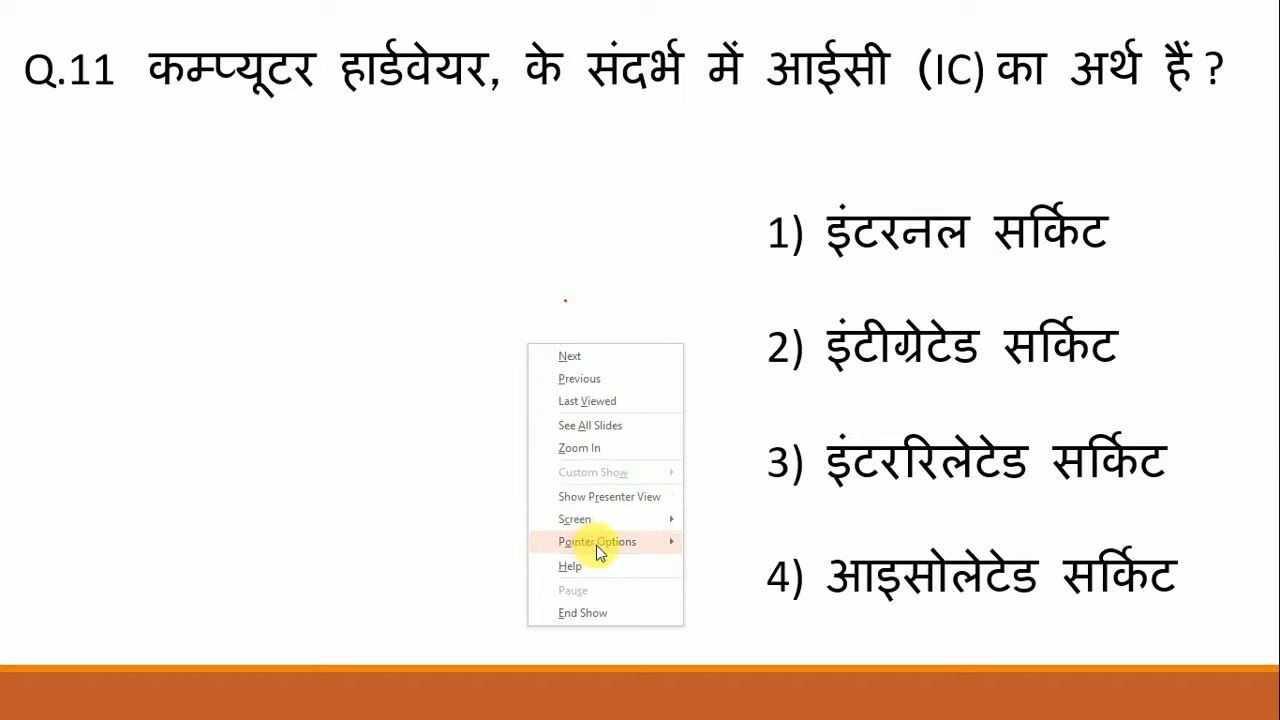 Q.11 कम्प्यूटर हार्डवेयर, के संदर्भ में आईसी (IC) का अर्थ हैं ?
1) इंटरनल सर्किट
2) इंटीग्रेटेड सर्किट
3) इंटररिलेटेड सर्किट
4) आइसोलेटेड सर्किट
Next
Previous
Last Viewed
See All Slides
Zoom In
Custom Show
Show Presenter View
Screen
Pointer Options
Help
Pause
End Show